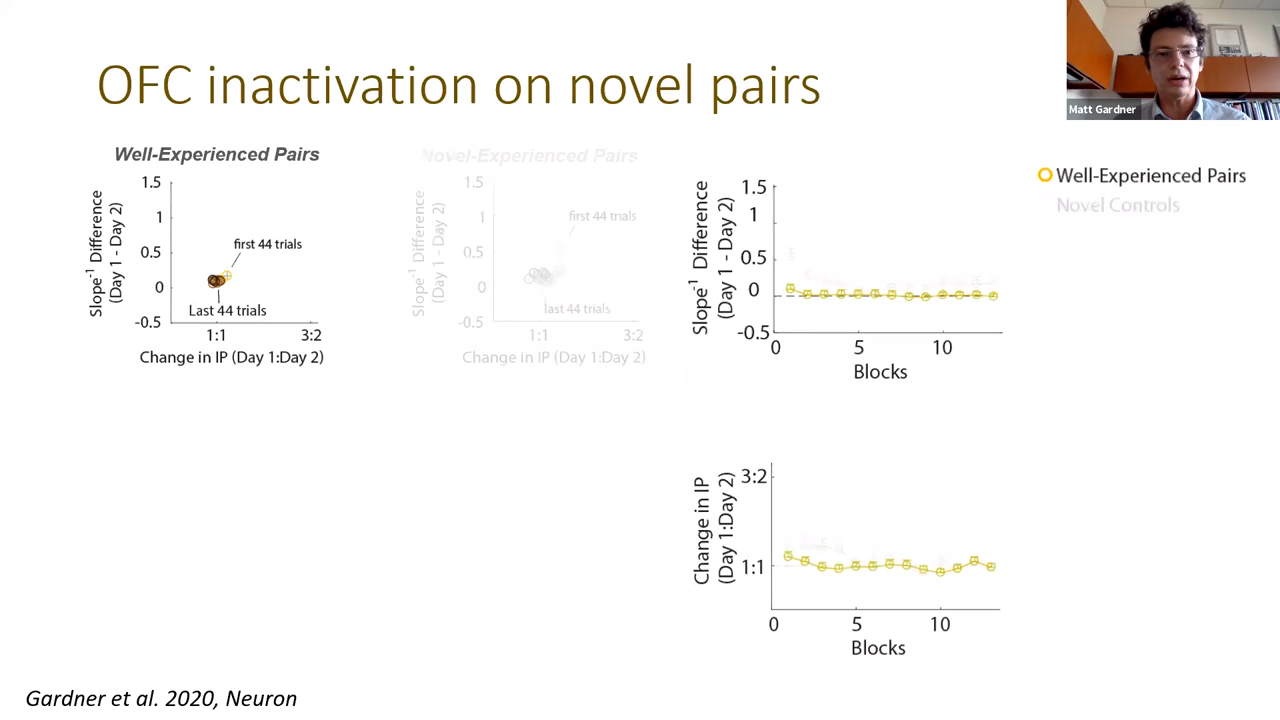 OFC inactivation on novel pairs
Matt Gardner
Well-Experienced Pairs
Slope⁻¹ Difference
(Day 1 - Day 2)
1.5
1
0.5
0
-0.5
first 44 trials
Last 44 trials
1:1
3:2
Change in IP (Day 1:Day 2)
Novel-Experienced Pairs
Slope⁻¹ Difference
(Day 1 - Day 2)
1.5
1
0.5
0
-0.5
first 44 trials
last 44 trials
1:1
3:2
Change in IP (Day 1:Day 2)
Slope⁻¹ Difference
(Day 1 - Day 2)
1.5
1
0.5
0
-0.5
0
5
10
Blocks
Well-Experienced Pairs
Novel Controls
Change in IP
(Day 1:Day 2)
3:2
1:1
0
5
10
Blocks
Gardner et al. 2020, Neuron